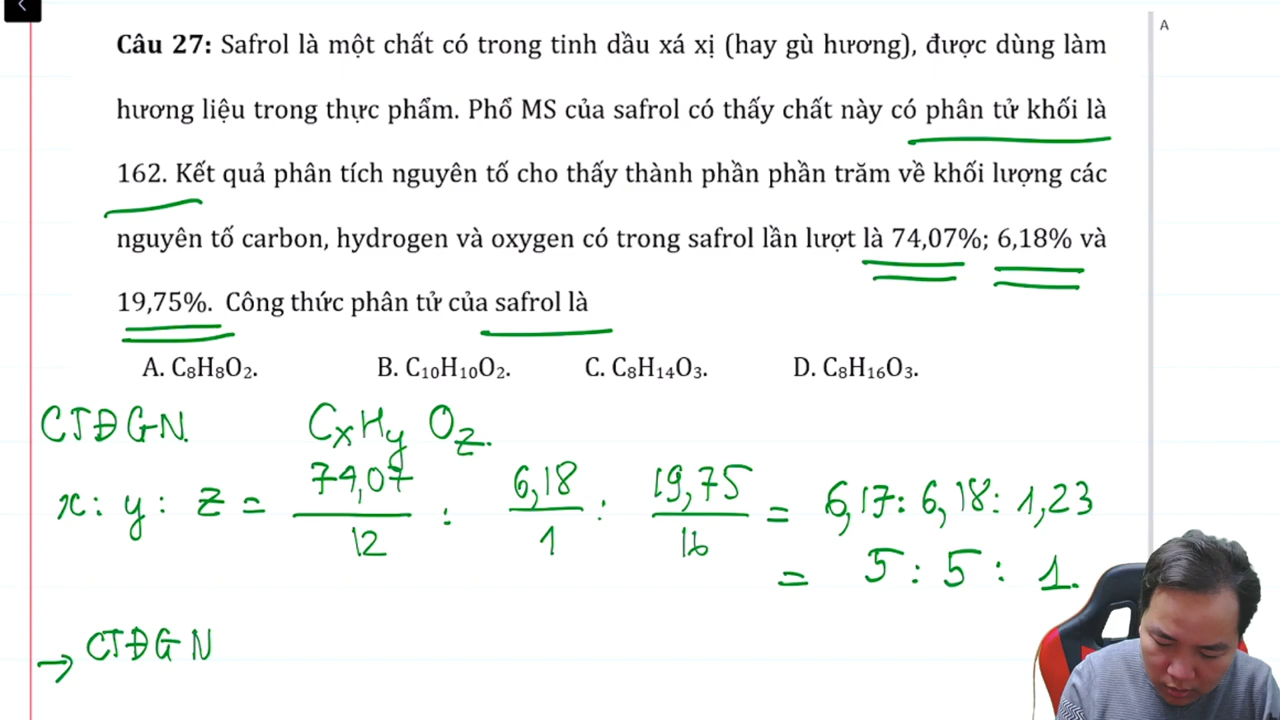 A
Câu 27: Safrol là một chất có trong tinh dầu xá xị (hay gù hương), được dùng làm
hương liệu trong thực phẩm. Phổ MS của safrol có thấy chất này có phân tử khối là
162. Kết quả phân tích nguyên tố cho thấy thành phần phần trăm về khối lượng các
nguyên tố carbon, hydrogen và oxygen có trong safrol lần lượt là 74,07%; 6,18% và
19,75%. Công thức phân tử của safrol là
A. C₈H₈O₂. B. C₁₀H₁₀O₂. C. C₈H₁₄O₃. D. C₈H₁₆O₃.
CTĐGN. CxHyOz.
x : y : z = 74,07/12 : 6,18/1 : 19,75/16 = 6,17 : 6,18 : 1,23
= 5 : 5 : 1.
→ CTĐGN